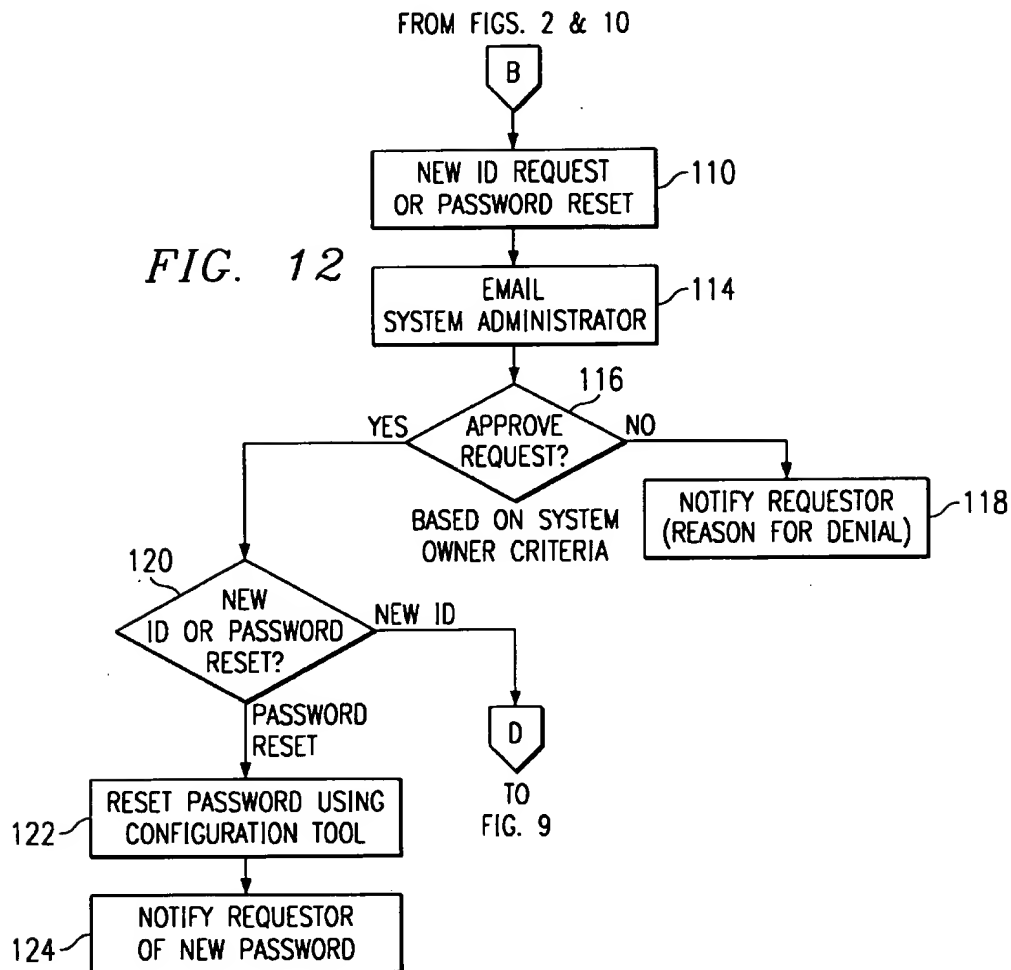 FROM FIGS. 2 & 10
B
NEW ID REQUEST
OR PASSWORD RESET
110
FIG. 12
EMAIL
SYSTEM ADMINISTRATOR
114
116
YES
APPROVE
REQUEST?
NO
BASED ON SYSTEM
OWNER CRITERIA
NOTIFY REQUESTOR
(REASON FOR DENIAL)
118
120
NEW
ID OR PASSWORD
RESET?
NEW ID
PASSWORD
RESET
D
TO
FIG. 9
RESET PASSWORD USING
CONFIGURATION TOOL
122
NOTIFY REQUESTOR
OF NEW PASSWORD
124